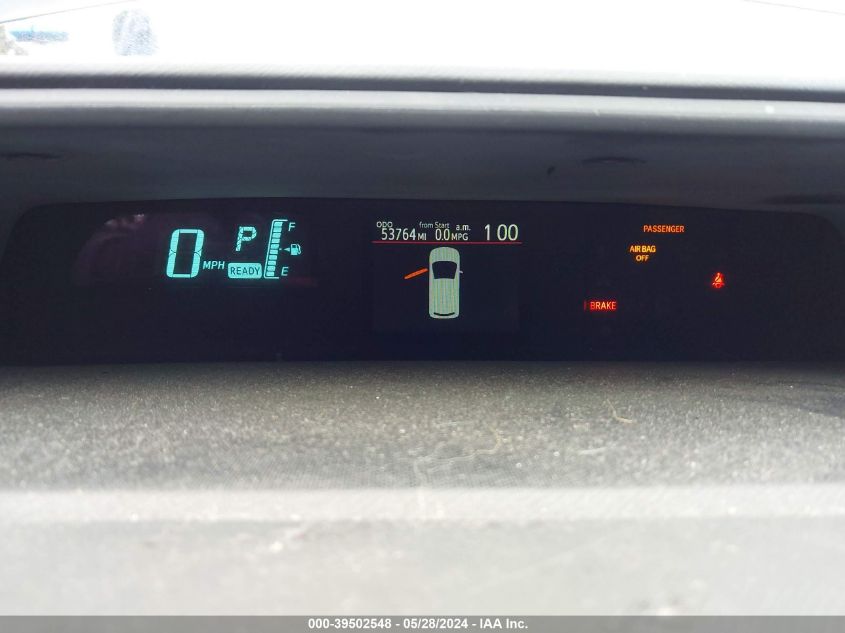 0 MPH
P
READY
F
E
ODO from Start a.m.
53764 MI 0.0 MPG 1 00
PASSENGER
AIR BAG
OFF
BRAKE
000-39502548 - 05/28/2024 - IAA Inc.